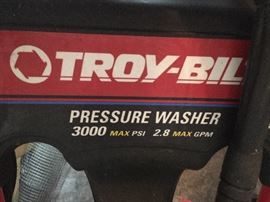 TROY-BILT
PRESSURE WASHER
3000 MAX PSI 2.8 MAX GPM